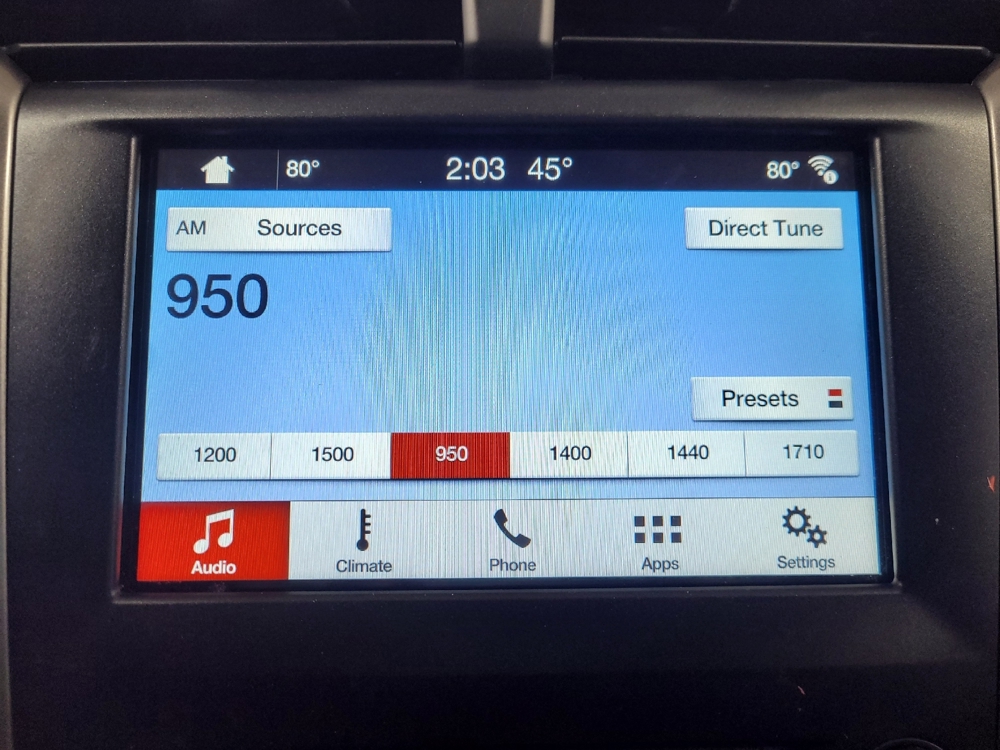 80° 2:03 45° 80°
AM Sources Direct Tune
950
Presets
1200 1500 950 1400 1440 1710
Audio Climate Phone Apps Settings